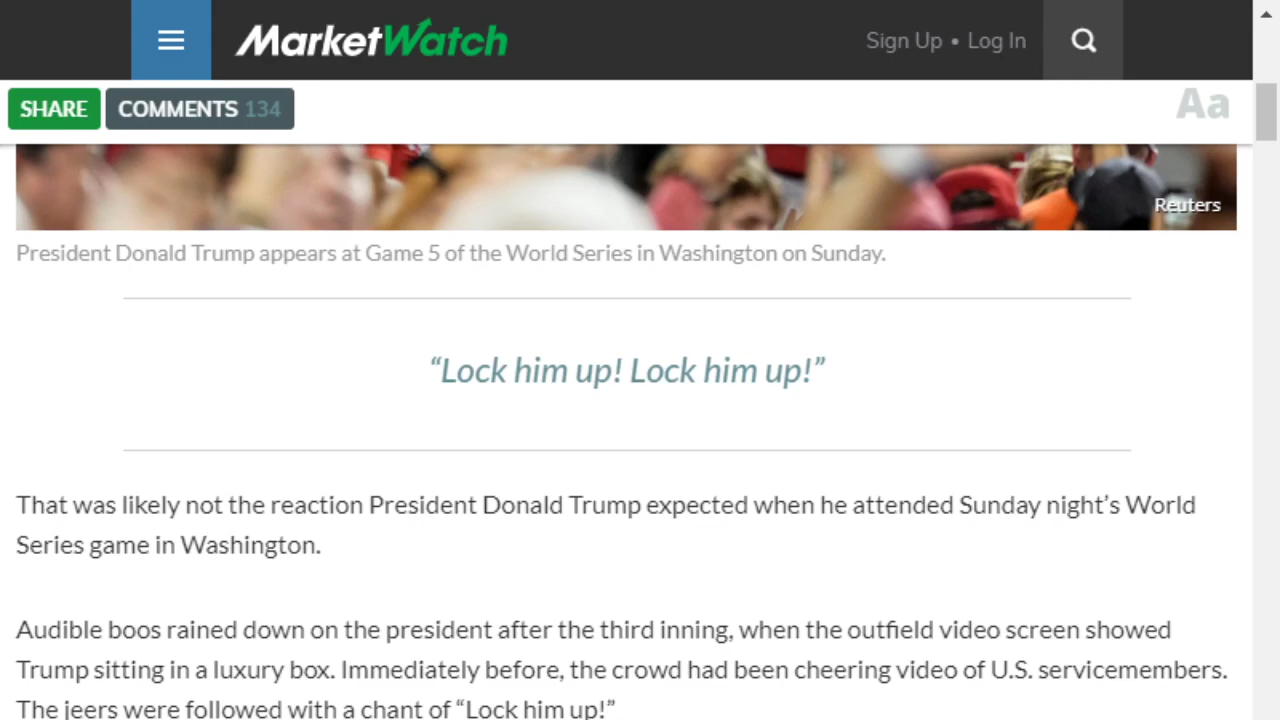 MarketWatch
Sign Up • Log In
SHARE
COMMENTS 134
Aa
Reuters
President Donald Trump appears at Game 5 of the World Series in Washington on Sunday.
“Lock him up! Lock him up!”
That was likely not the reaction President Donald Trump expected when he attended Sunday night’s World
Series game in Washington.
Audible boos rained down on the president after the third inning, when the outfield video screen showed
Trump sitting in a luxury box. Immediately before, the crowd had been cheering video of U.S. servicemembers.
The jeers were followed with a chant of “Lock him up!”